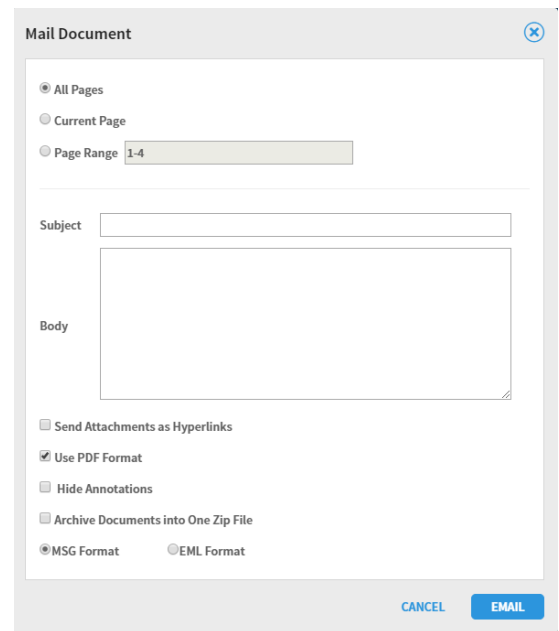 Mail Document
All Pages
Current Page
Page Range 1-4
Subject
Body
Send Attachments as Hyperlinks
Use PDF Format
Hide Annotations
Archive Documents into One Zip File
MSG Format EML Format
CANCEL EMAIL